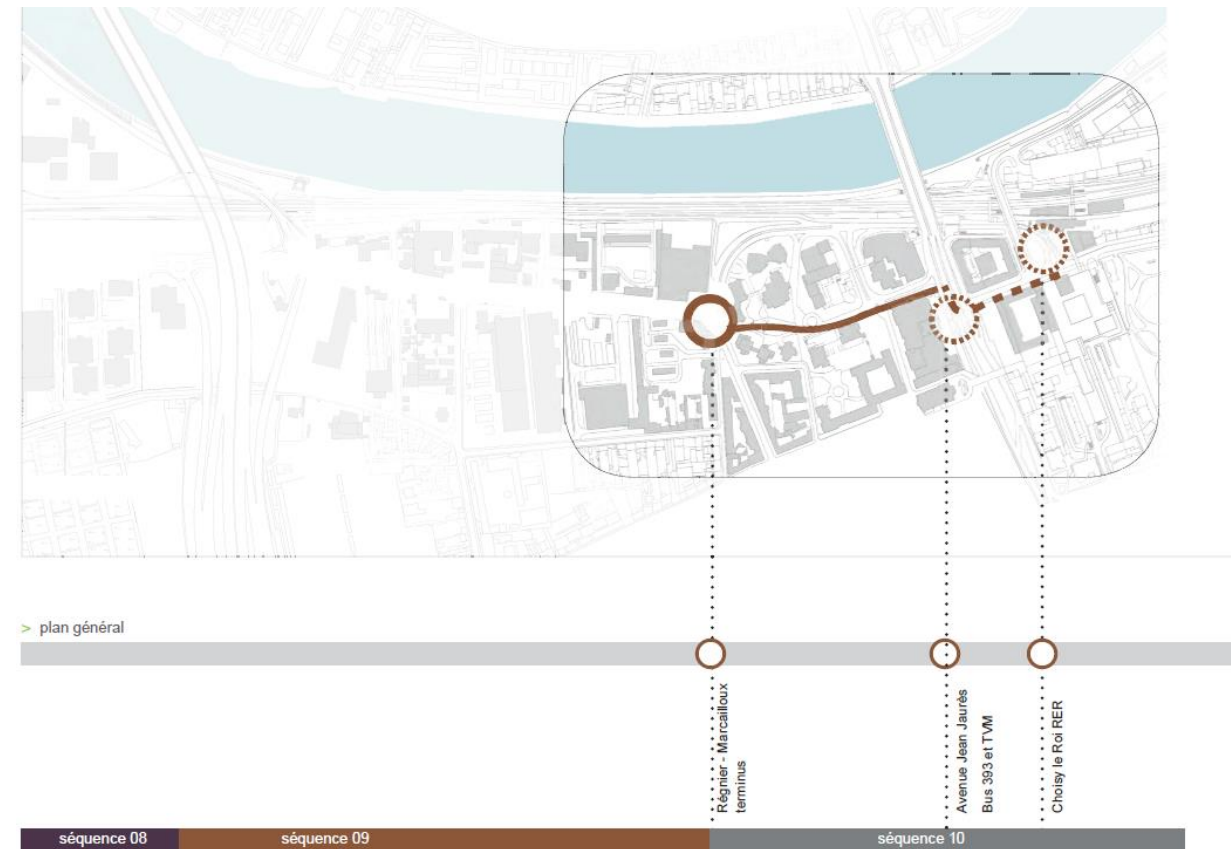 > plan général
Régnier - Marcailloux
terminus
Avenue Jean Jaurès
Bus 393 et TVM
Choisy le Roi RER
séquence 08
séquence 09
séquence 10